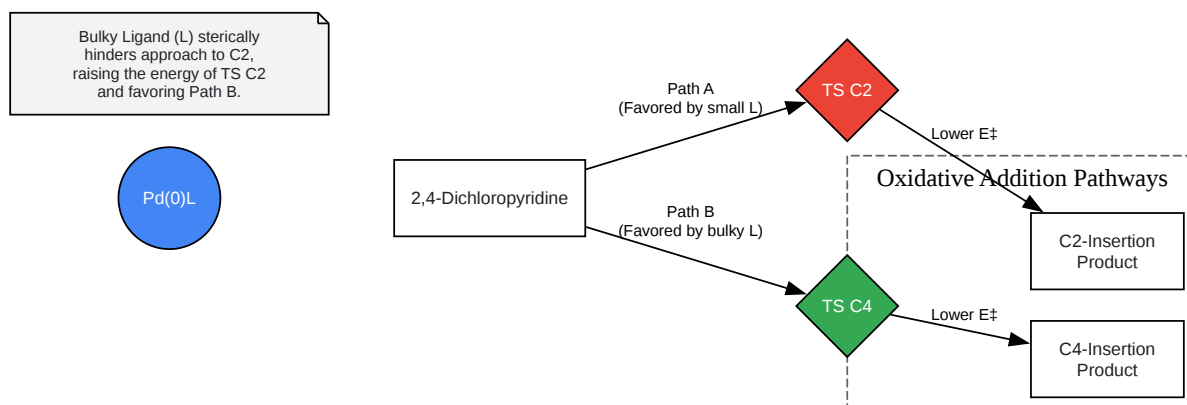 Bulky Ligand (L) sterically
hinders approach to C2,
raising the energy of TS C2
and favoring Path B.
Pd(0)L
2,4-Dichloropyridine
Path A
(Favored by small L)
Path B
(Favored by bulky L)
TS C2
TS C4
Lower E‡
Oxidative Addition Pathways
C2-Insertion
Product
Lower E‡
C4-Insertion
Product